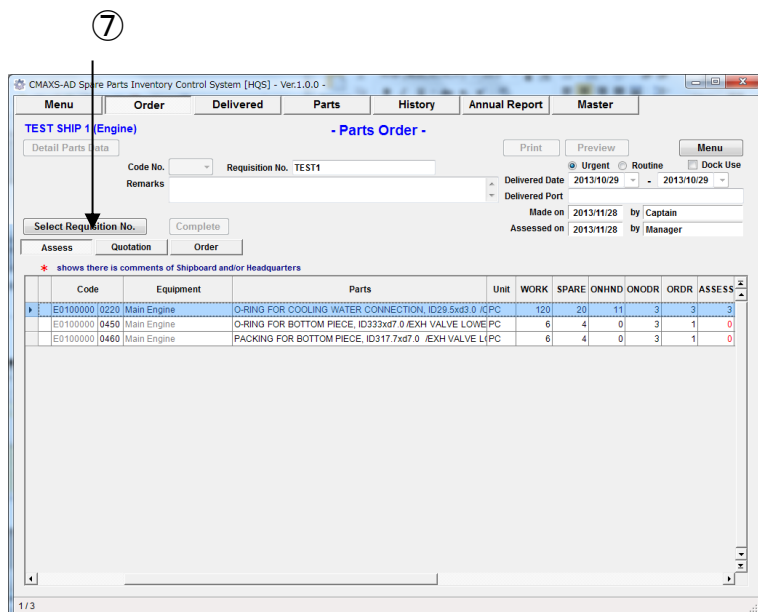 ⑦
CMAXS-AD Spare Parts Inventory Control System [HQS] - Ver.1.0.0 -
Menu Order Delivered Parts History Annual Report Master
TEST SHIP 1 (Engine) - Parts Order -
Detail Parts Data Print Preview Menu
Code No. Requisition No. TEST1 Urgent Routine Dock Use
Remarks Delivered Date 2013/10/29 - 2013/10/29
Delivered Port
Made on 2013/11/28 by Captain
Select Requisition No. Complete Assessed on 2013/11/28 by Manager
Assess Quotation Order
* shows there is comments of Shipboard and/or Headquarters
Code Equipment Parts Unit WORK SPARE ONHND ONODR ORDR ASSESS
E0100000 0220 Main Engine O-RING FOR COOLING WATER CONNECTION, ID29.5xd3.0 /C PC 120 20 11 3 3 3
E0100000 0450 Main Engine O-RING FOR BOTTOM PIECE, ID333xd7.0 /EXH VALVE LOWE PC 6 4 0 3 1 0
E0100000 0460 Main Engine PACKING FOR BOTTOM PIECE, ID317.7xd7.0 /EXH VALVE L( PC 6 4 0 3 1 0
1 / 3